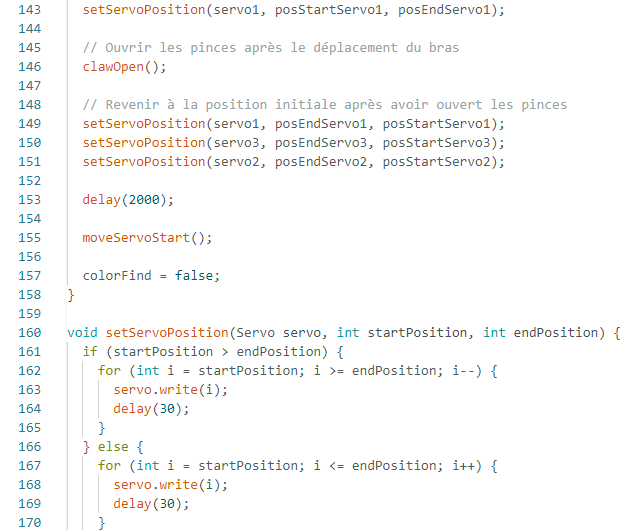 143 setServoPosition(servo1, posStartServo1, posEndServo1);
144
145 // Ouvrir les pinces après le déplacement du bras
146 clawOpen();
147
148 // Revenir à la position initiale après avoir ouvert les pinces
149 setServoPosition(servo1, posEndServo1, posStartServo1);
150 setServoPosition(servo3, posEndServo3, posStartServo3);
151 setServoPosition(servo2, posEndServo2, posStartServo2);
152
153 delay(2000);
154
155 moveServoStart();
156
157 colorFind = false;
158 }
159
160 void setServoPosition(Servo servo, int startPosition, int endPosition) {
161 if (startPosition > endPosition) {
162 for (int i = startPosition; i >= endPosition; i--) {
163 servo.write(i);
164 delay(30);
165 }
166 } else {
167 for (int i = startPosition; i <= endPosition; i++) {
168 servo.write(i);
169 delay(30);
170 }